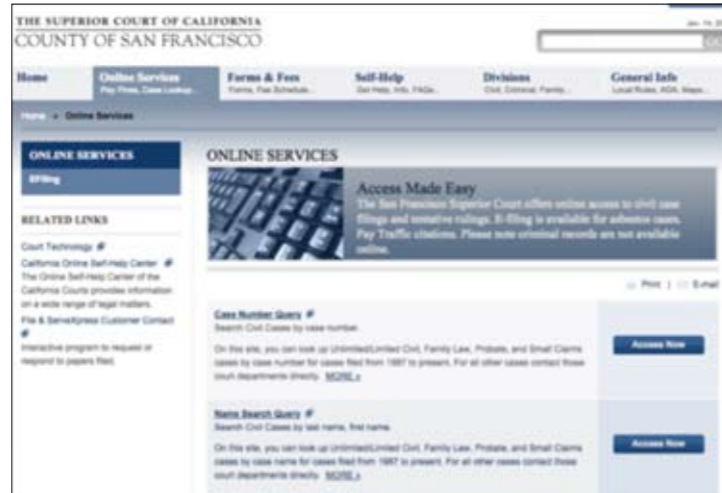 THE SUPERIOR COURT OF CALIFORNIA
COUNTY OF SAN FRANCISCO
GO
Home
Online Services
Pay Fines, Case Lookup...
Forms & Fees
Forms, Fee Schedule...
Self-Help
Get Help, Info, FAQs...
Divisions
Civil, Criminal, Family...
General Info
Local Rules, ADA, Maps...
Home » Online Services
ONLINE SERVICES
Efiling
RELATED LINKS
Court Technology
California Online Self-Help Center
The Online Self-Help Center of the
California Courts provides information
on a wide range of legal matters.
File & ServeXpress Customer Contact
Interactive program to request or
respond to papers filed.
ONLINE SERVICES
Access Made Easy
The San Francisco Superior Court offers online access to civil case
filings and tentative rulings. E-filing is available for asbestos cases.
Pay Traffic citations. Please note criminal records are not available
online.
Print | E-mail
Case Number Query
Search Civil Cases by case number.
On this site, you can look up Unlimited/Limited Civil, Family Law, Probate, and Small Claims
cases by case number for cases filed from 1987 to present. For all other cases contact those
court departments directly. MORE »
Access Now
Name Search Query
Search Civil Cases by last name, first name.
On this site, you can look up Unlimited/Limited Civil, Family Law, Probate, and Small Claims
cases by case name for cases filed from 1987 to present. For all other cases contact those
court departments directly. MORE »
Access Now